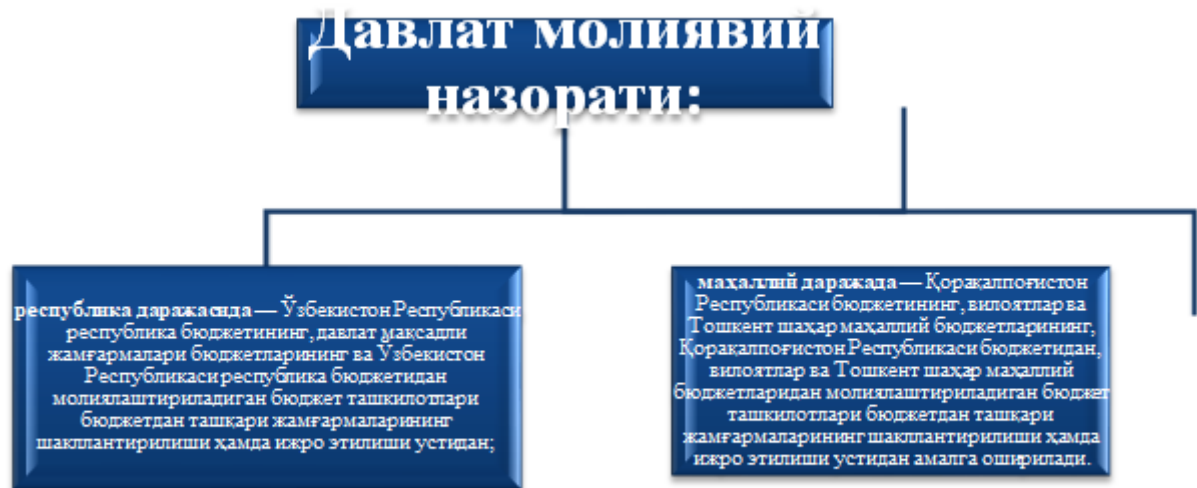 Давлат молиявий
назорати:
республика даражасида — Ўзбекистон Республикаси
республика бюджетининг, давлат мақсадли
жамғармалари бюджетларининг ва Ўзбекистон
Республикаси республика бюджетидан
молиялаштириладиган бюджет ташкилотлари
бюджетдан ташқари жамғармаларининг
шакллантирилиши ҳамда ижро этилиши устидан;
маҳаллий даражада — Қорақалпоғистон
Республикаси бюджетининг, вилоятлар ва
Тошкент шаҳар маҳаллий бюджетларининг,
Қорақалпоғистон Республикаси бюджетидан,
вилоятлар ва Тошкент шаҳар маҳаллий
бюджетларидан молиялаштириладиган бюджет
ташкилотлари бюджетдан ташқари
жамғармаларининг шакллантирилиши ҳамда
ижро этилиши устидан амалга оширилади.